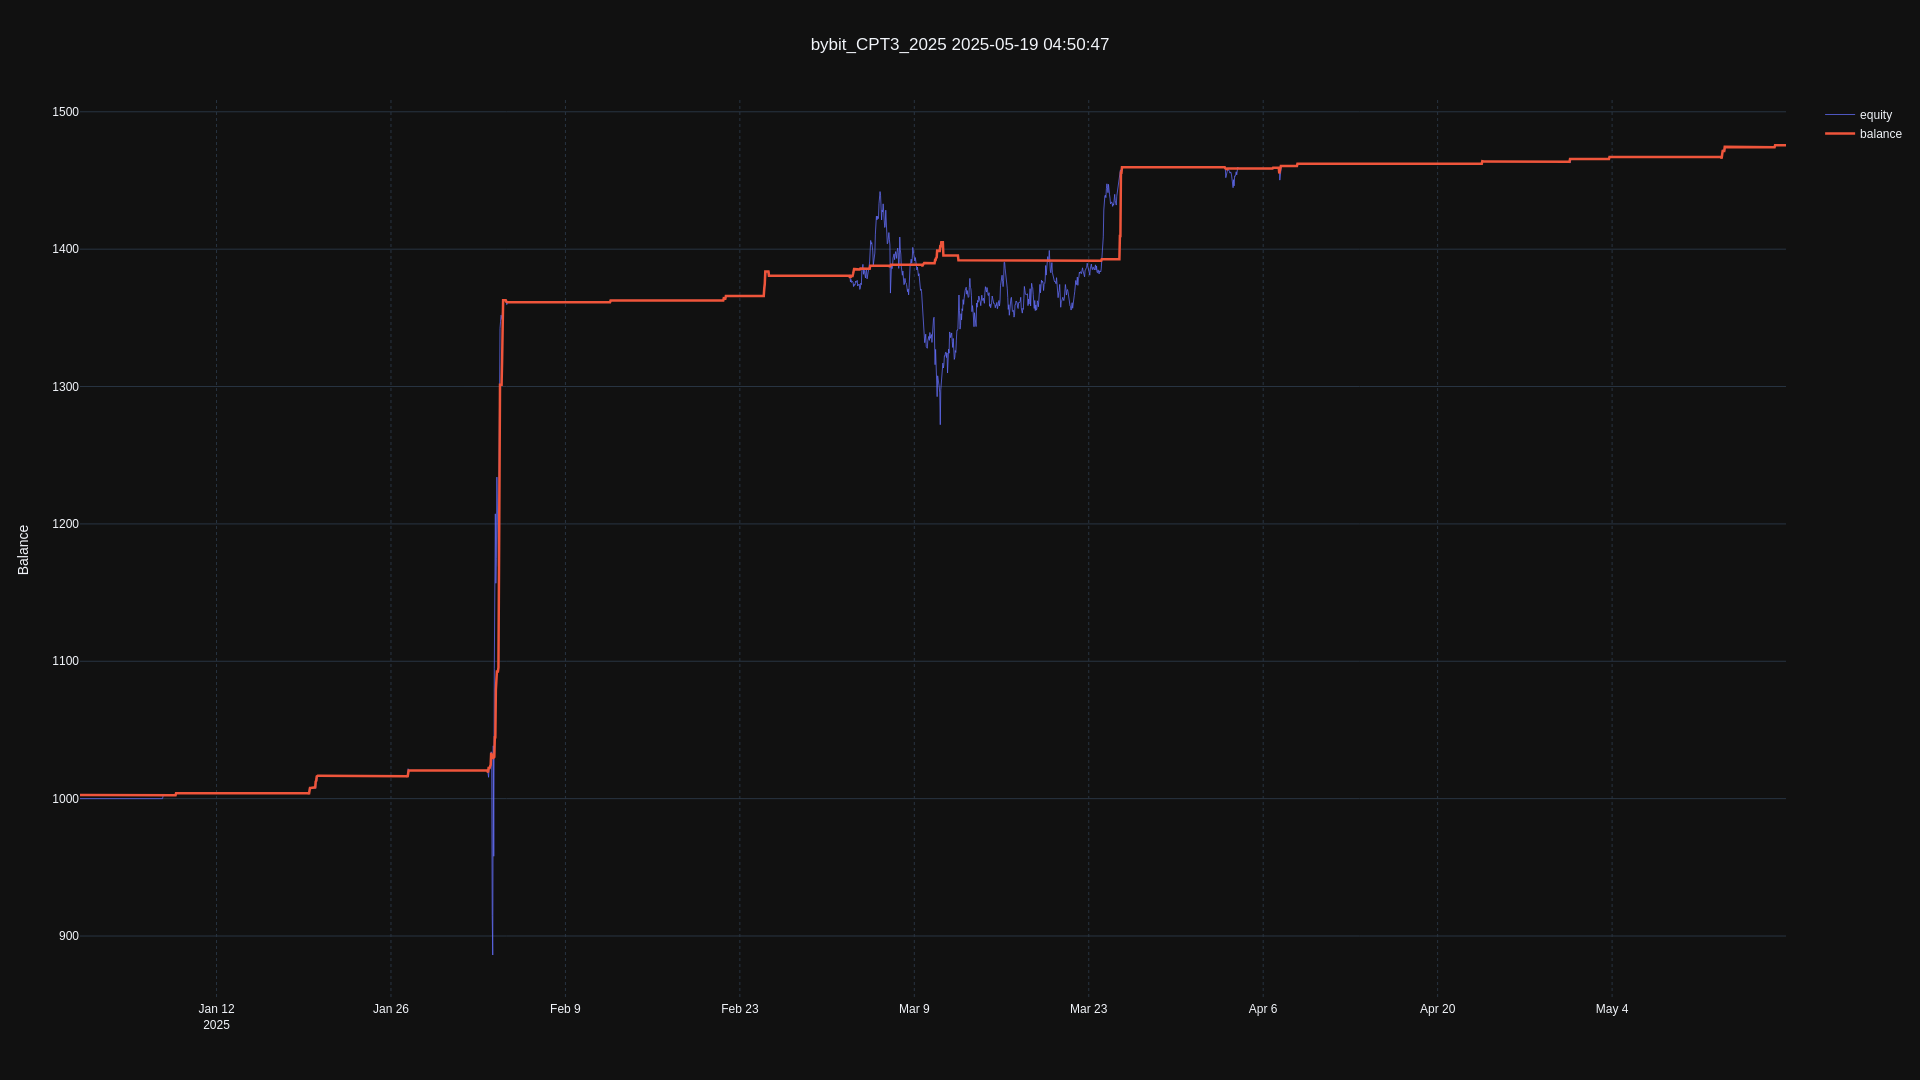 bybit_CPT3_2025 2025-05-19 04:50:47
1500
1400
1300
1200
1100
1000
900
Balance
equity
balance
Jan 12
2025
Jan 26
Feb 9
Feb 23
Mar 9
Mar 23
Apr 6
Apr 20
May 4